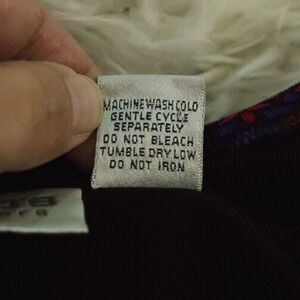 MACHINE WASH COLD
GENTLE CYCLE
SEPARATELY
DO NOT BLEACH
TUMBLE DRY LOW
DO NOT IRON